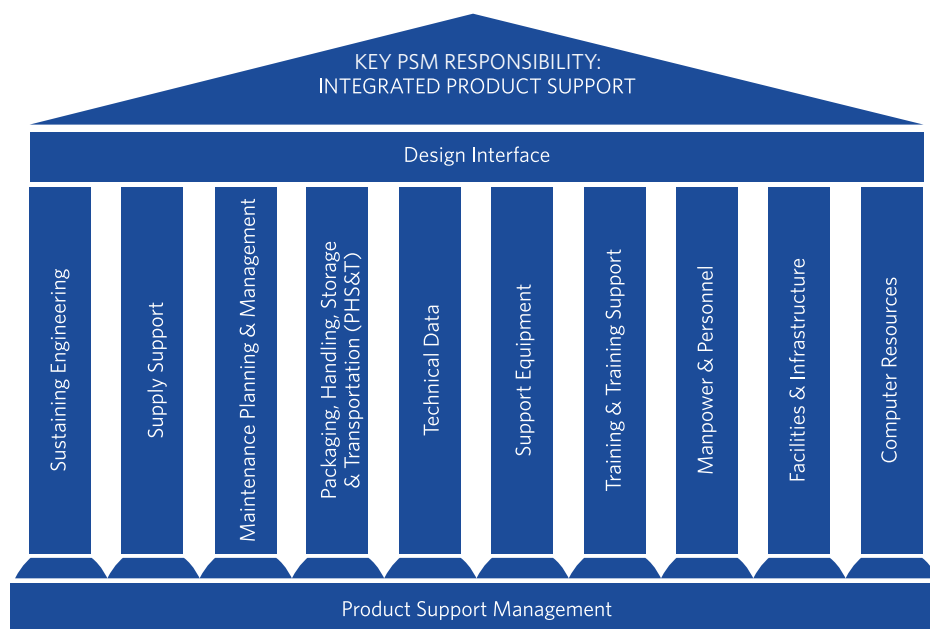 KEY PSM RESPONSIBILITY:
INTEGRATED PRODUCT SUPPORT
Design Interface
Sustaining Engineering
Supply Support
Maintenance Planning & Management
Packaging, Handling, Storage
& Transportation (PHS&T)
Technical Data
Support Equipment
Training & Training Support
Manpower & Personnel
Facilities & Infrastructure
Computer Resources
Product Support Management